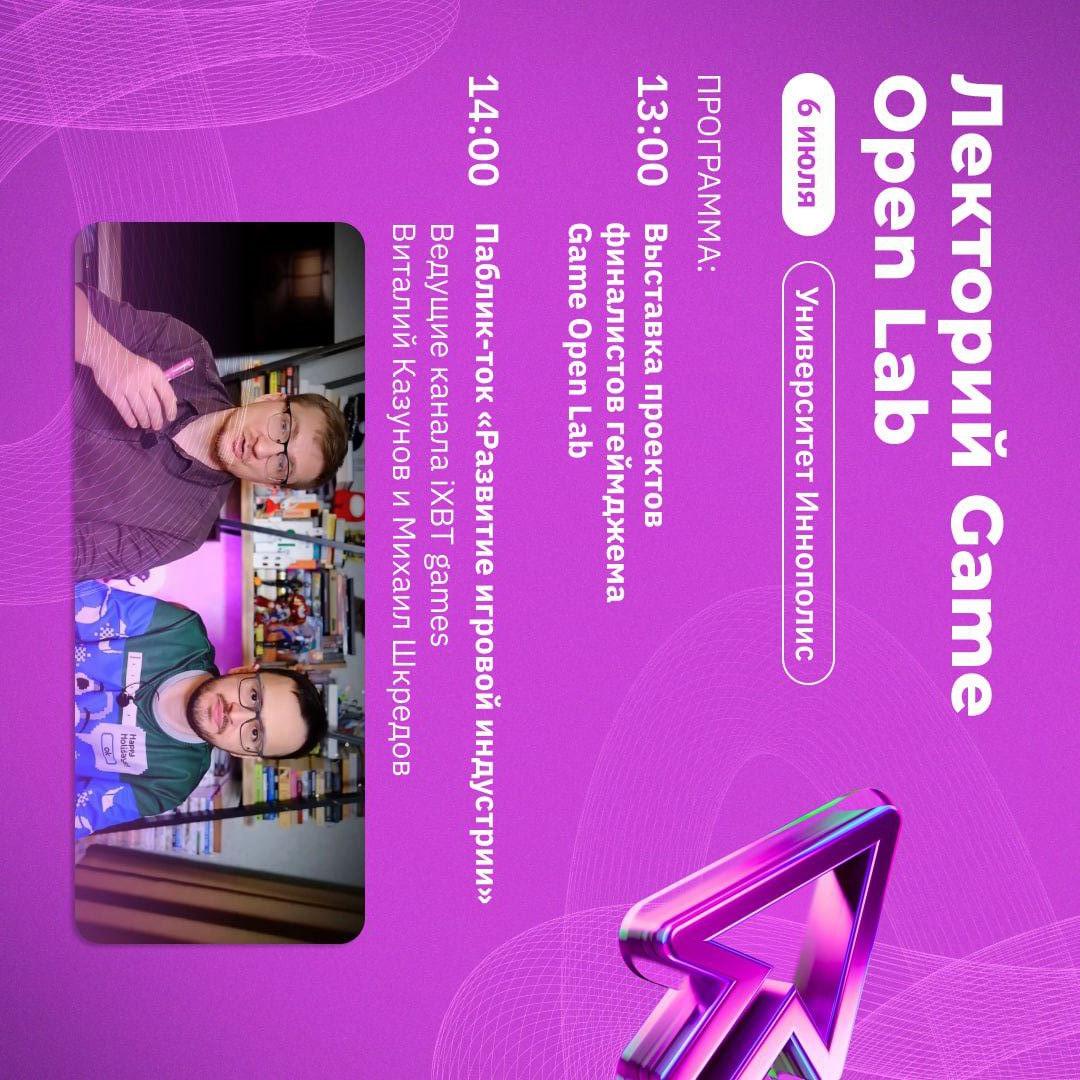 Лекторий Game
Open Lab
6 июля
Университет Иннополис
ПРОГРАММА:
13:00
Выставка проектов
финалистов геймджема
Game Open Lab
14:00
Паблик-ток «Развитие игровой индустрии»
Ведущие канала iXBT games
Виталий Казунов и Михаил Шкредов
Happy
Holidays!
ok